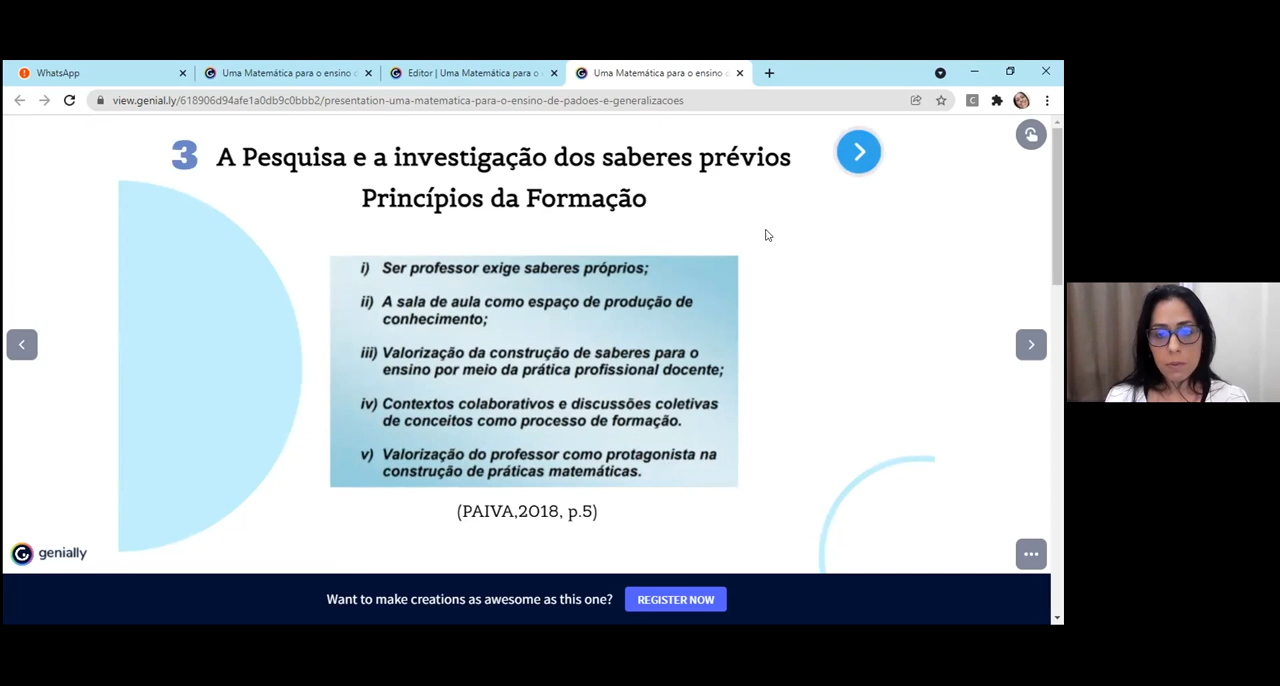 WhatsApp
Uma Matemática para o ensino
Editor | Uma Matemática para o
Uma Matemática para o ensino
view.genial.ly/618906d94afe1a0db9c0bbb2/presentation-uma-matematica-para-o-ensino-de-padoes-e-generalizacoes
3 A Pesquisa e a investigação dos saberes prévios
Princípios da Formação
i) Ser professor exige saberes próprios;
ii) A sala de aula como espaço de produção de
conhecimento;
iii) Valorização da construção de saberes para o
ensino por meio da prática profissional docente;
iv) Contextos colaborativos e discussões coletivas
de conceitos como processo de formação.
v) Valorização do professor como protagonista na
construção de práticas matemáticas.
(PAIVA,2018, p.5)
genially
Want to make creations as awesome as this one?
REGISTER NOW